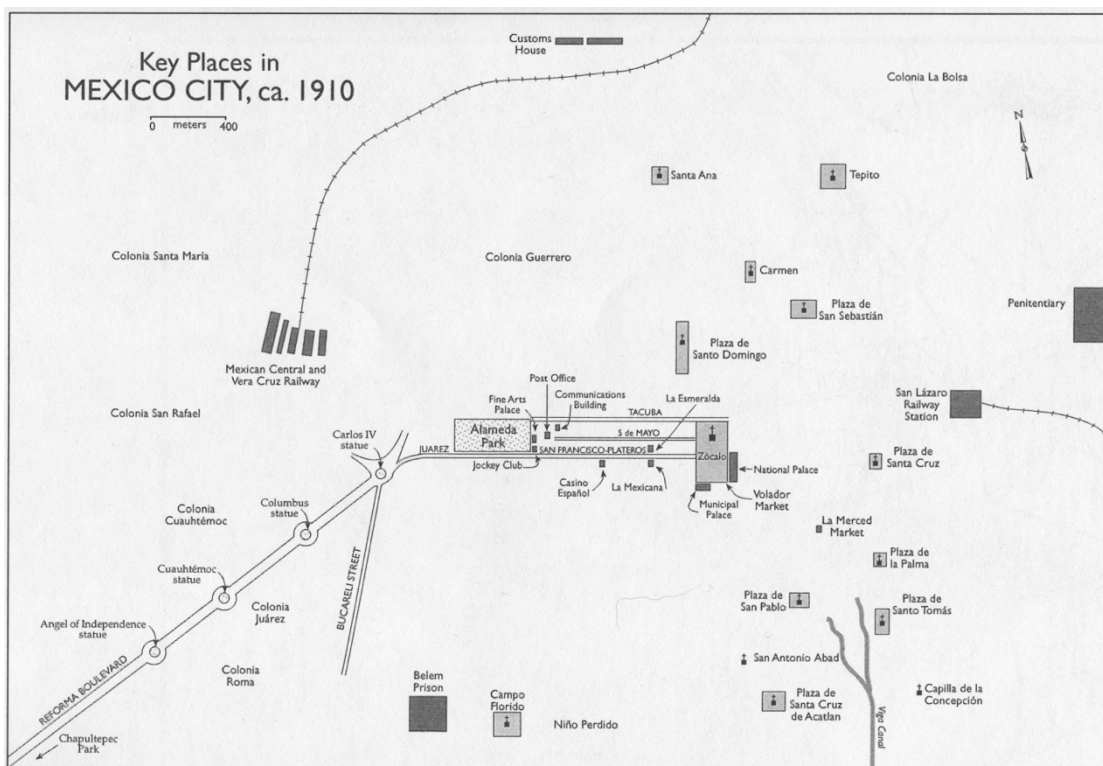 Key Places in
MEXICO CITY, ca. 1910
0 meters 400
Customs
House
Colonia La Bolsa
N
Santa Ana
Tepito
Colonia Santa María
Colonia Guerrero
Carmen
Plaza de
San Sebastián
Penitentiary
Plaza de
Santo Domingo
Mexican Central and
Vera Cruz Railway
Post Office
Communications
Building
La Esmeralda
San Lázaro
Railway
Station
Fine Arts
Palace
Colonia San Rafael
TACUBA
Alameda
Park
5 de MAYO
Carlos IV
statue
JUAREZ
SAN FRANCISCO-PLATEROS
Zócalo
Jockey Club
Casino
Español
La Mexicana
National Palace
Plaza de
Santa Cruz
Municipal
Palace
Volador
Market
Columbus
statue
Colonia
Cuauhtémoc
La Merced
Market
Plaza de
la Palma
Cuauhtémoc
statue
BUCARELI STREET
Colonia
Juárez
Plaza de
San Pablo
Plaza de
Santo Tomás
Angel of Independence
statue
Colonia
Roma
San Antonio Abad
REFORMA BOULEVARD
Belem
Prison
Campo
Florido
Niño Perdido
Plaza de
Santa Cruz
de Acatlan
Capilla de la
Concepción
Viga Canal
Chapultepec
Park